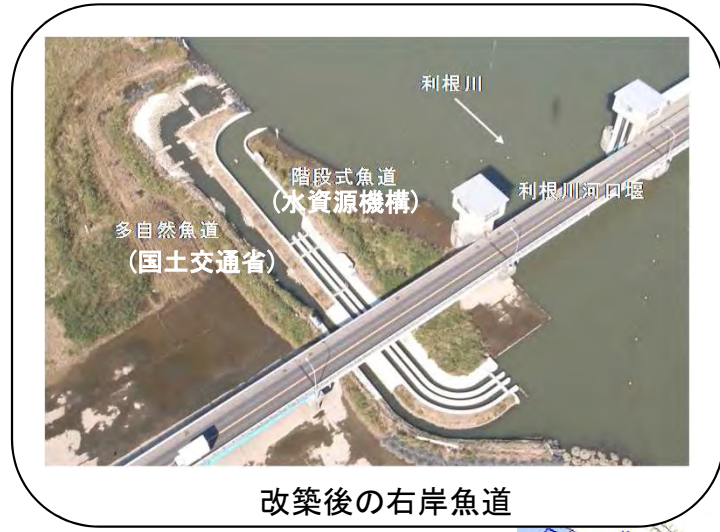 利根川
階段式魚道
(水資源機構)
利根川河口堰
多自然魚道
(国土交通省)
改築後の右岸魚道